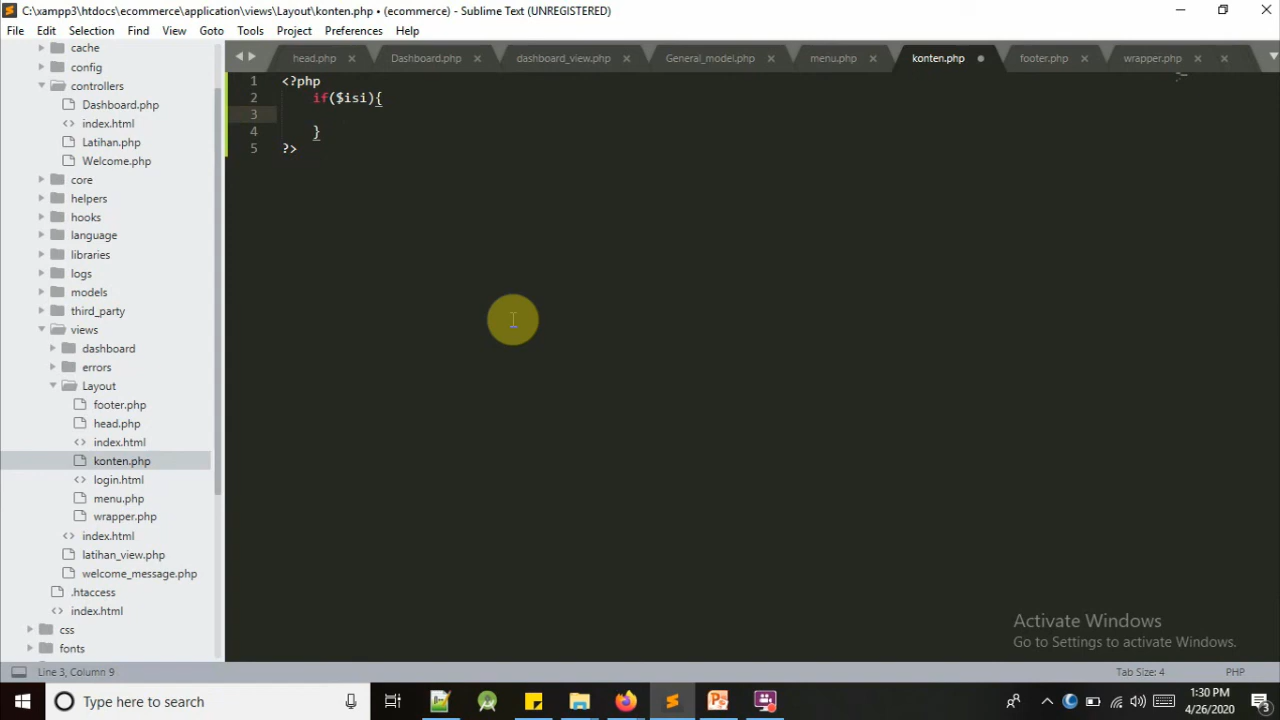 C:\xampp3\htdocs\ecommerce\application\views\Layout\konten.php • (ecommerce) - Sublime Text (UNREGISTERED)
File Edit Selection Find View Goto Tools Project Preferences Help
head.php Dashboard.php dashboard_view.php General_model.php menu.php konten.php footer.php wrapper.php
cache
config
controllers
Dashboard.php
index.html
Latihan.php
Welcome.php
core
helpers
hooks
language
libraries
logs
models
third_party
views
dashboard
errors
Layout
footer.php
head.php
index.html
konten.php
login.html
menu.php
wrapper.php
index.html
latihan_view.php
welcome_message.php
.htaccess
index.html
css
fonts
1 <?php
2 if($isi){
3
4 }
5 ?>
Activate Windows
Go to Settings to activate Windows.
Line 3, Column 9
Tab Size: 4
PHP
Type here to search
1:30 PM
4/26/2020
3